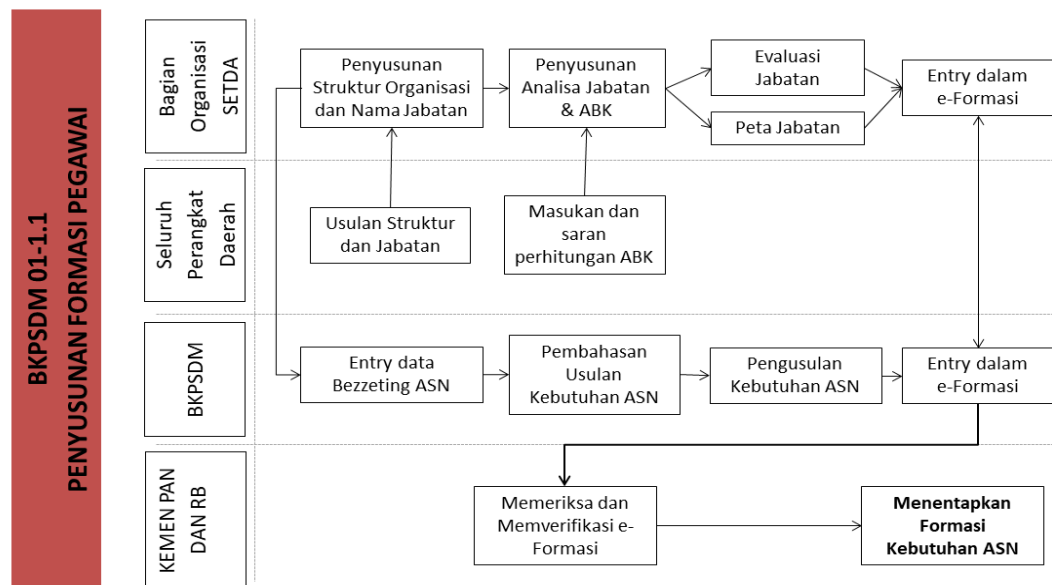 BKPSDM 01-1.1
PENYUSUNAN FORMASI PEGAWAI
Bagian
Organisasi
SETDA
Penyusunan
Struktur Organisasi
dan Nama Jabatan
Penyusunan
Analisa Jabatan
& ABK
Evaluasi
Jabatan
Peta Jabatan
Entry dalam
e-Formasi
Seluruh
Perangkat
Daerah
Usulan Struktur
dan Jabatan
Masukan dan
saran
perhitungan ABK
BKPSDM
Entry data
Bezzeting ASN
Pembahasan
Usulan
Kebutuhan ASN
Pengusulan
Kebutuhan ASN
Entry dalam
e-Formasi
KEMEN PAN
DAN RB
Memeriksa dan
Memverifikasi e-
Formasi
Menentapkan
Formasi
Kebutuhan ASN